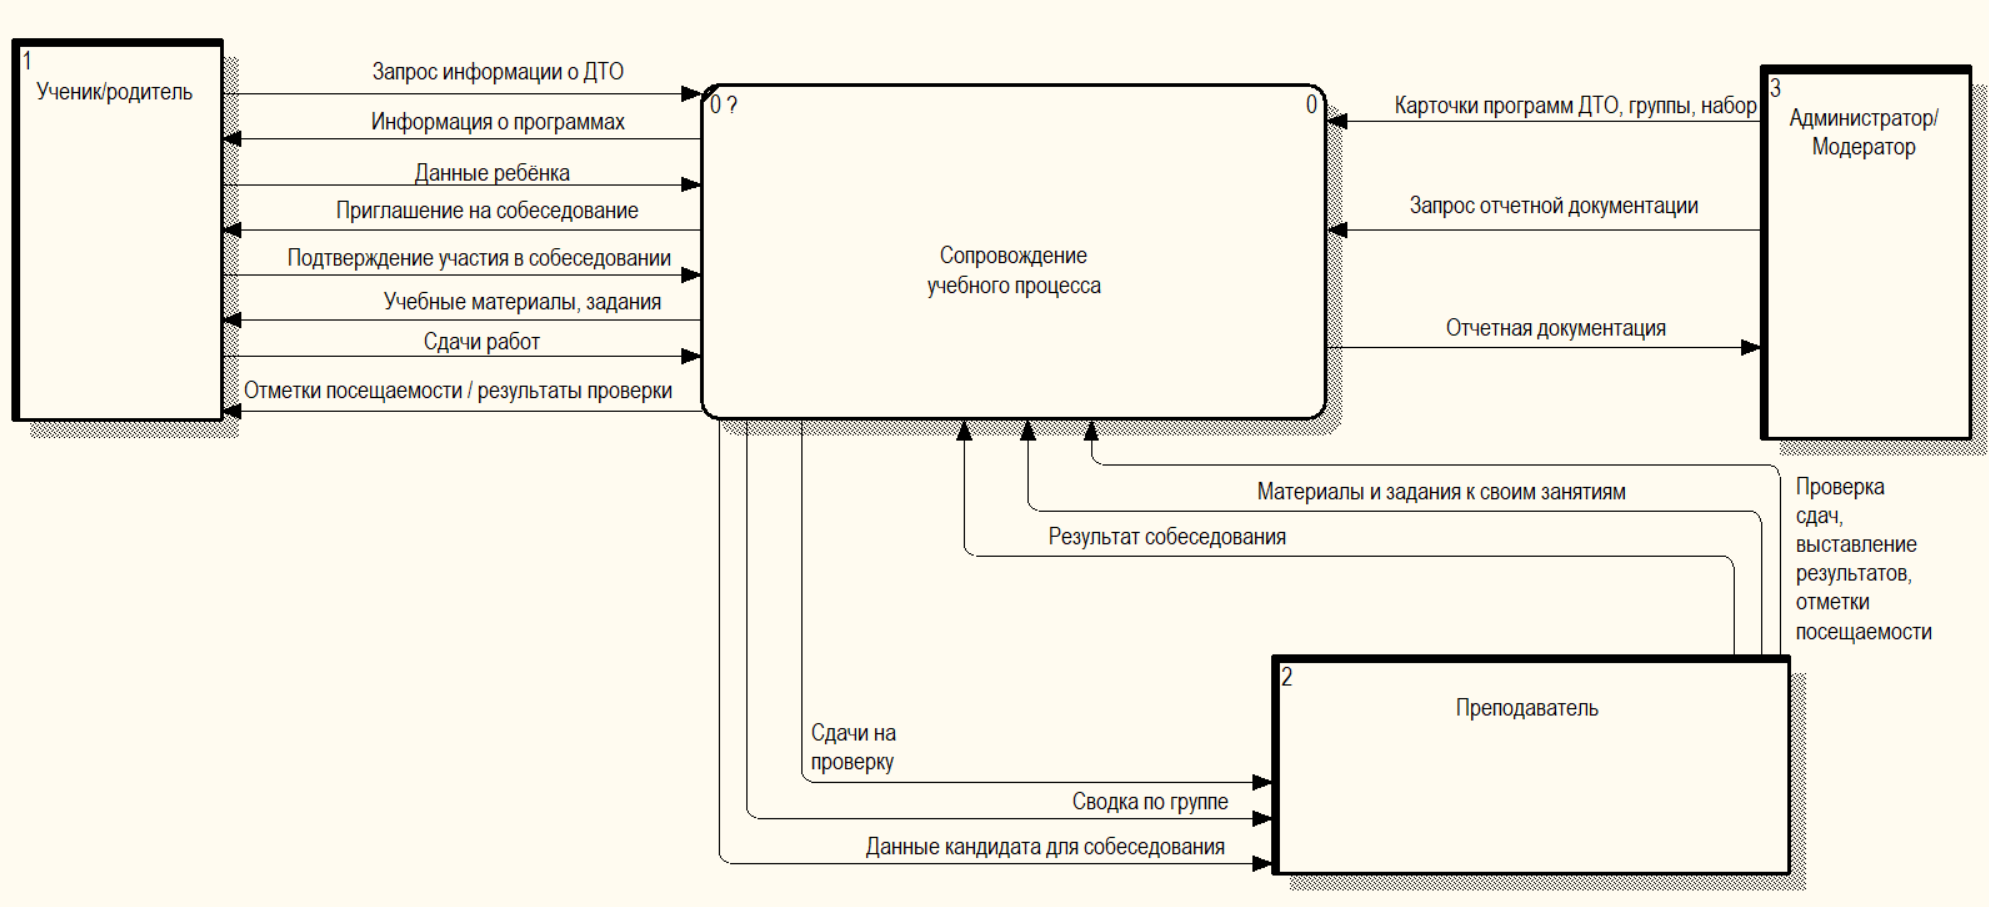 1
Ученик/родитель
Запрос информации о ДТО
Информация о программах
Данные ребёнка
Приглашение на собеседование
Подтверждение участия в собеседовании
Учебные материалы, задания
Сдачи работ
Отметки посещаемости / результаты проверки
0 ?
0
Сопровождение
учебного процесса
Карточки программ ДТО, группы, набор
Запрос отчетной документации
Отчетная документация
3
Администратор/
Модератор
Материалы и задания к своим занятиям
Результат собеседования
Проверка
сдач,
выставление
результатов,
отметки
посещаемости
2
Преподаватель
Сдачи на
проверку
Сводка по группе
Данные кандидата для собеседования